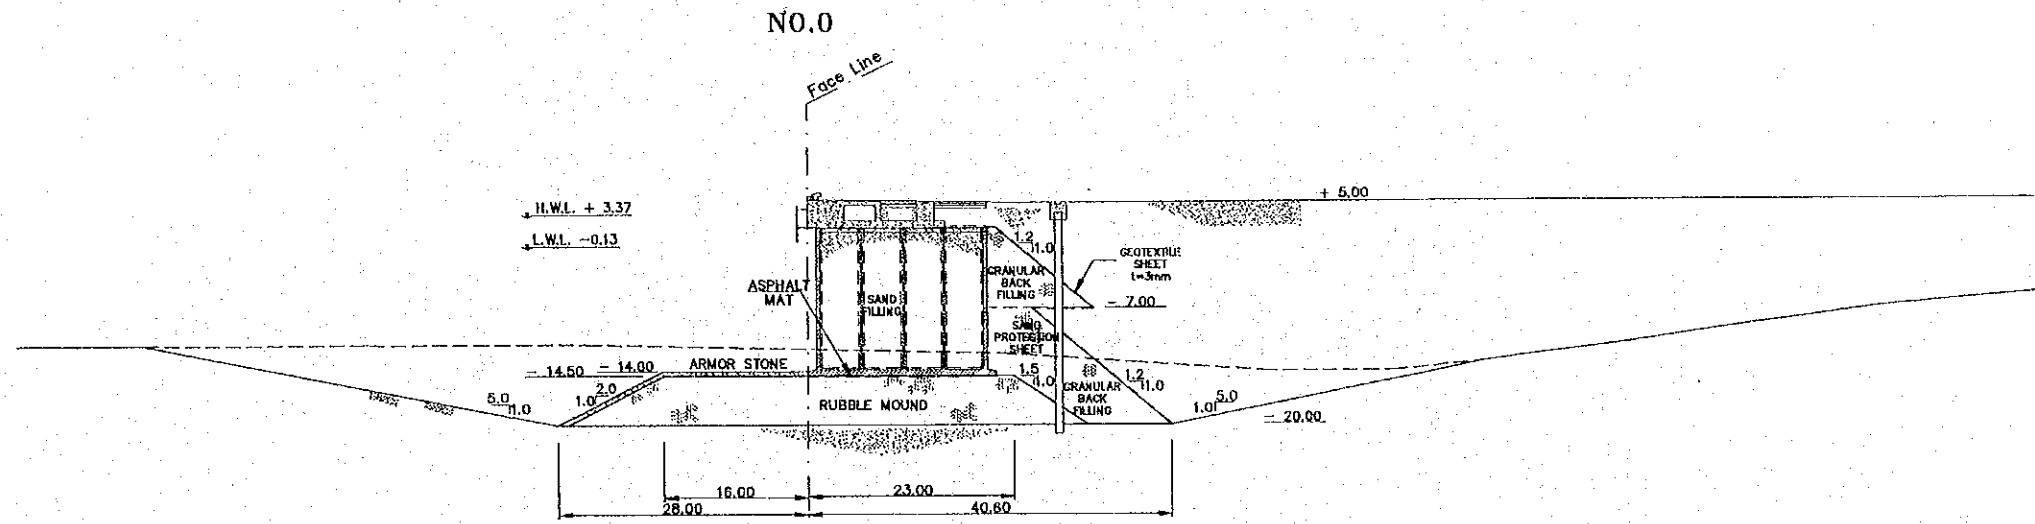 NO.0
Face Line
+ 5.00
H.W.L. + 3.37
L.W.L. -0.13
1.2
1.0
GEOTEXTILE
SHEET
t=3mm
GRANULAR
BACK
FILLING
ASPHALT
MAT
SAND
FILLING
- 7.00
SAND
PROTECTION
SHEET
- 14.50
- 14.00
ARMOR STONE
1.5
1.0
1.2
1.0
5.0
1.0
1.0
2.0
RUBBLE MOUND
GRANULAR
BACK
FILLING
1.0
5.0
- 20.00
16.00
23.00
28.00
40.60